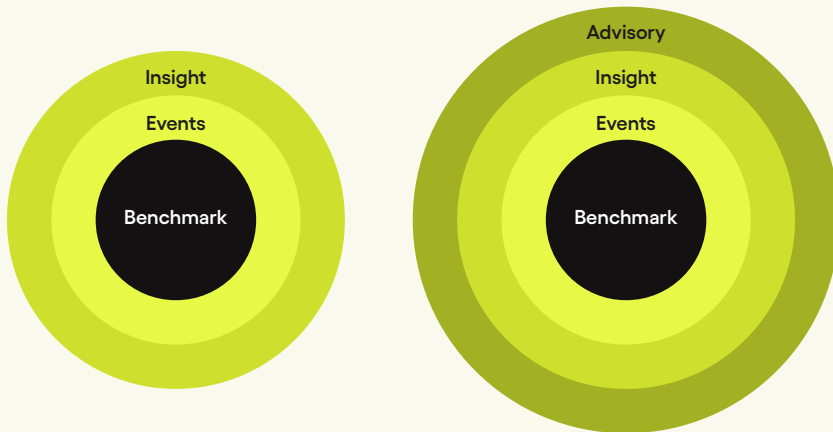 Insight
Events
Benchmark
Advisory
Insight
Events
Benchmark